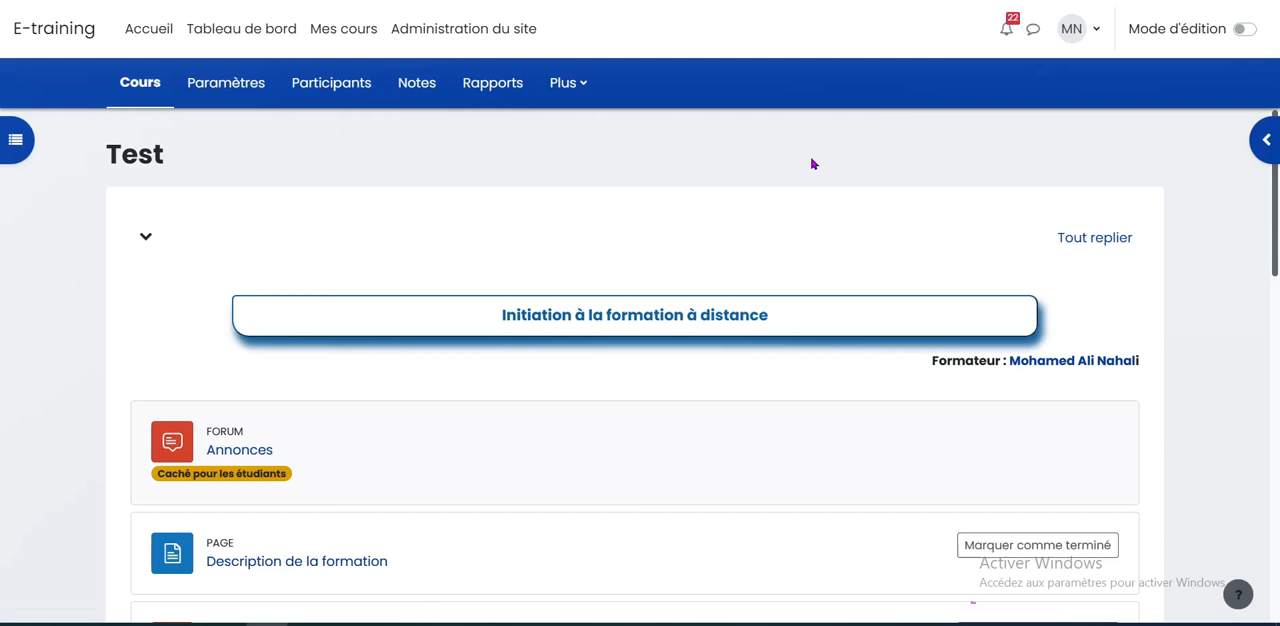 E-training Accueil Tableau de bord Mes cours Administration du site 22 MN Mode d'édition
Cours Paramètres Participants Notes Rapports Plus
Test
Tout replier
Initiation à la formation à distance
Formateur : Mohamed Ali Nahali
FORUM
Annonces
Caché pour les étudiants
PAGE
Description de la formation
Marquer comme terminé
Activer Windows
Accédez aux paramètres pour activer Windows.
?